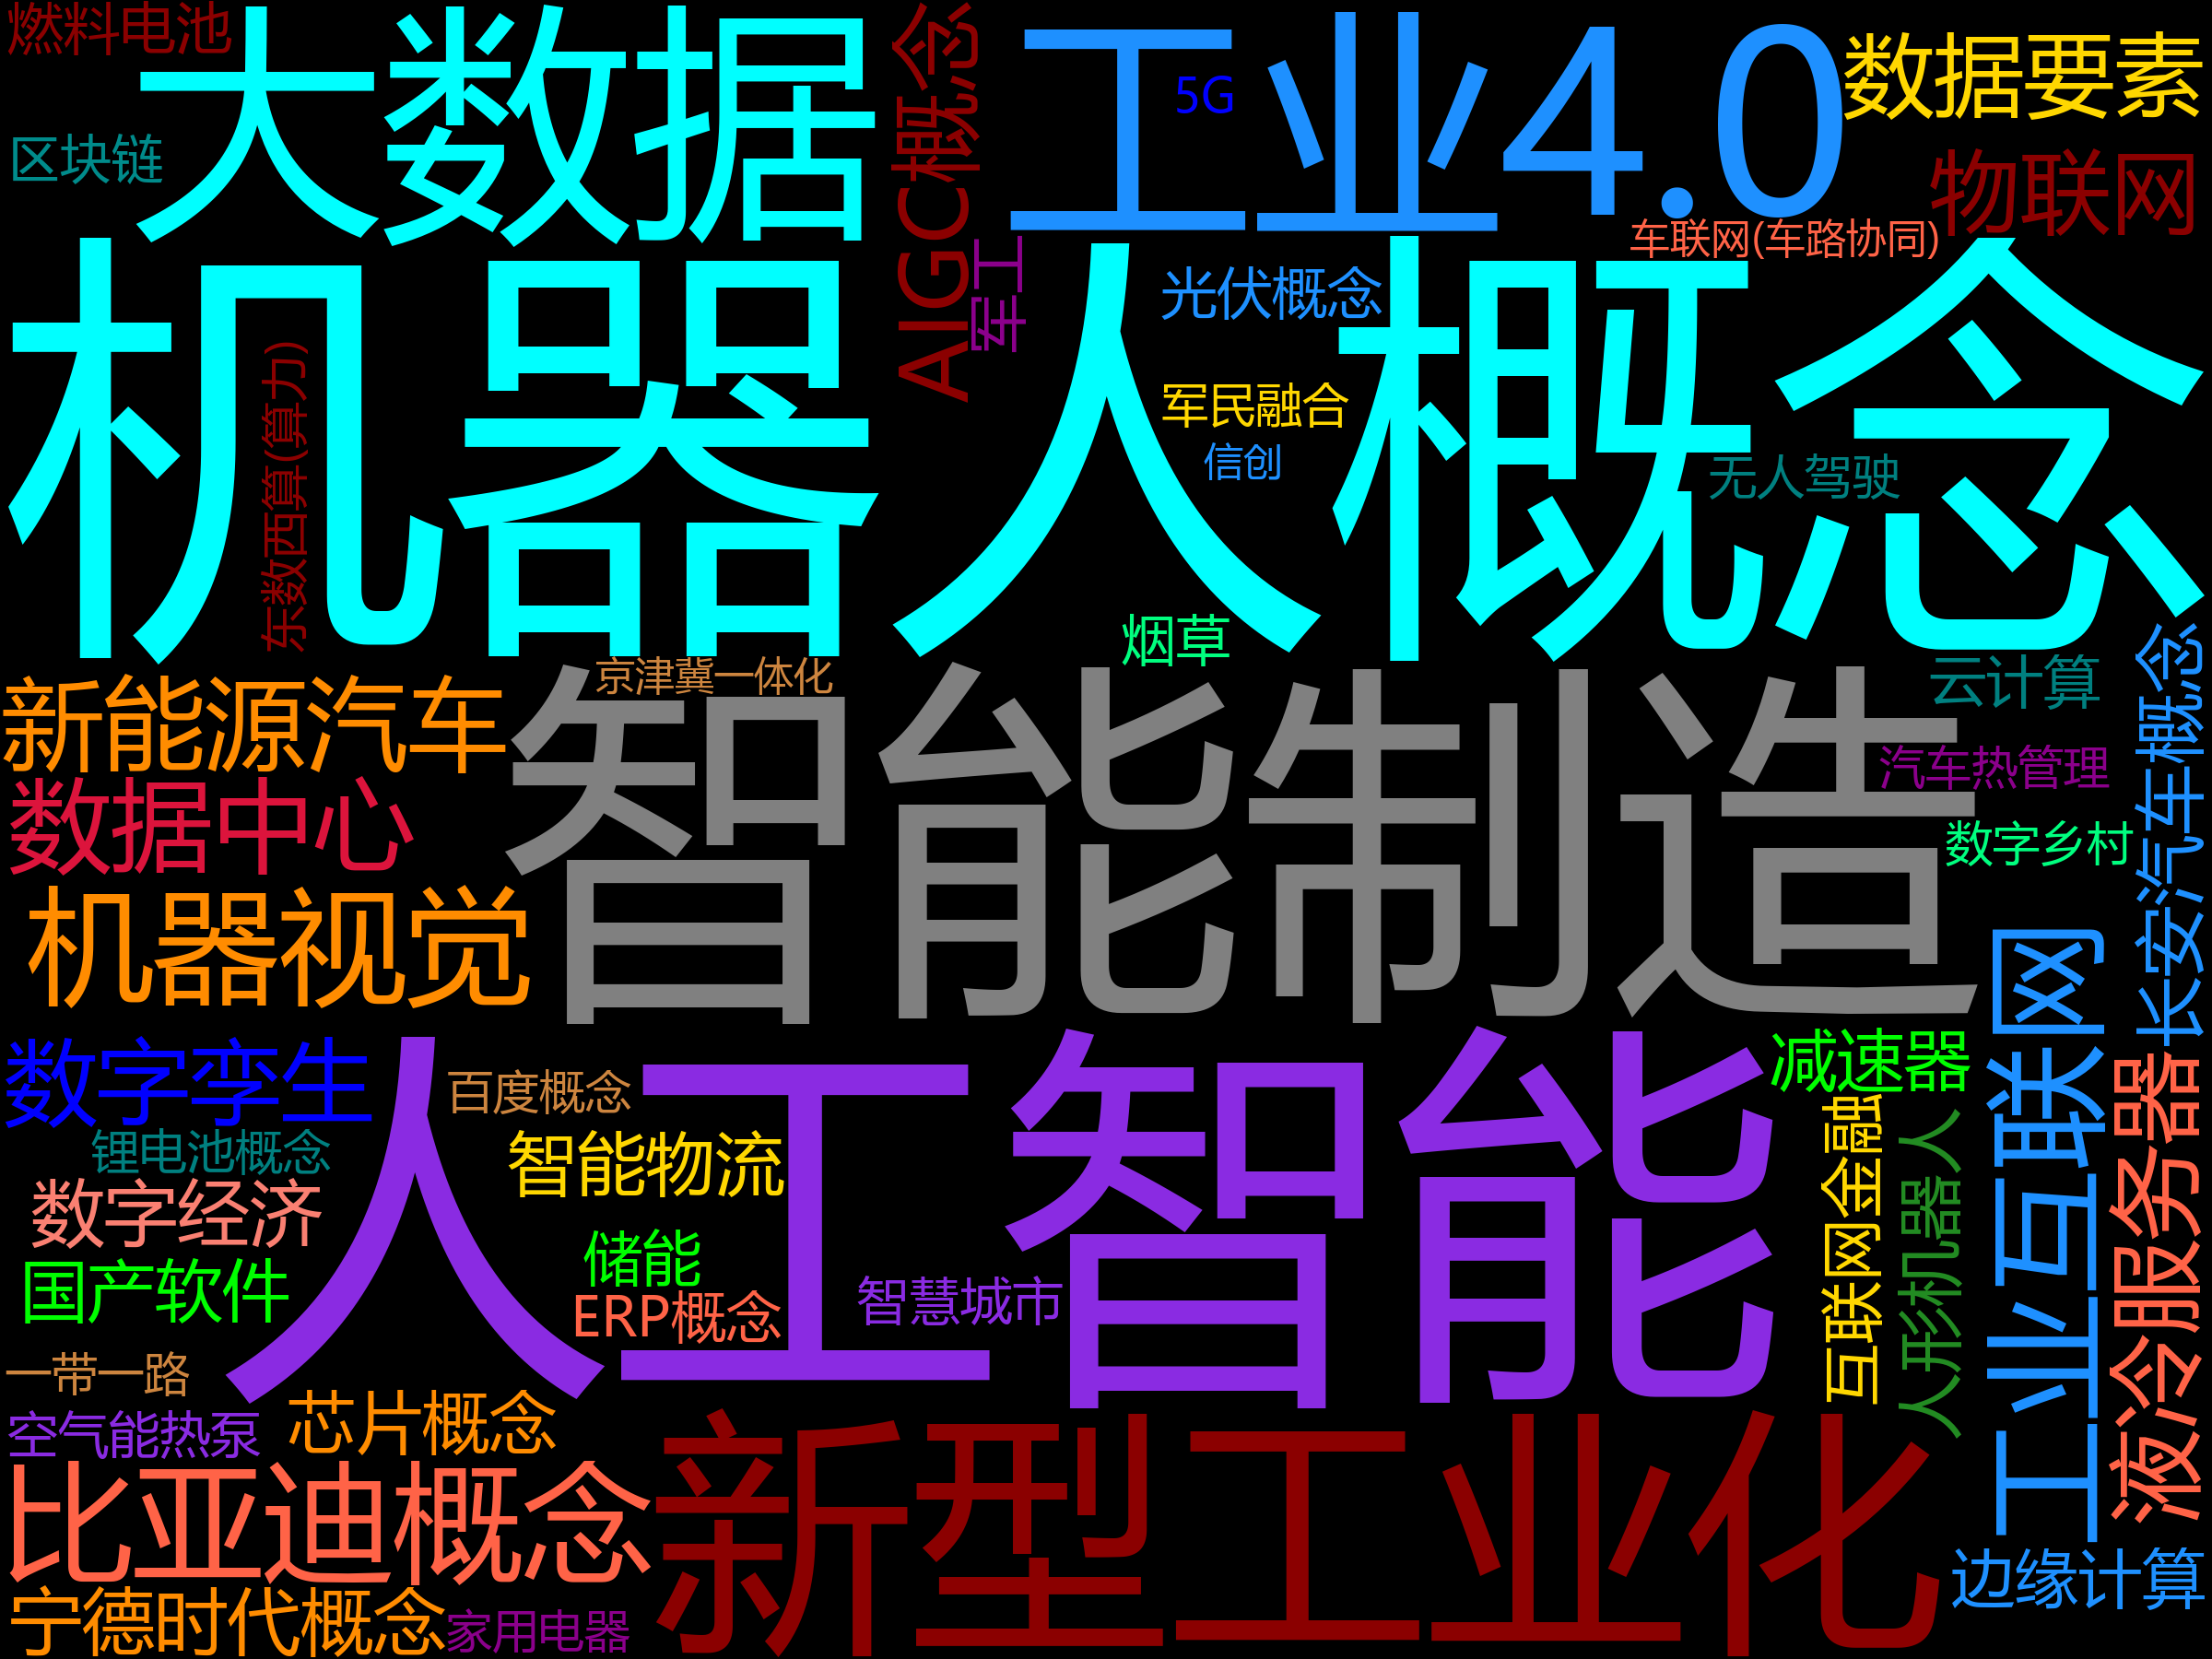 燃料电池
大数据
区块链
AIGC概念
工业4.0
5G
数据要素
物联网
车联网(车路协同)
军工
机器人概念
东数西算(算力)
光伏概念
军民融合
信创
无人驾驶
烟草
京津冀一体化
新能源汽车
智能制造
云计算
长安汽车概念
汽车热管理
数据中心
数字乡村
机器视觉
工业互联网
数字孪生
人工智能
百度概念
减速器
液冷服务器
锂电池概念
智能物流
互联网金融
人形机器人
数字经济
储能
国产软件
ERP概念
智慧城市
一带一路
芯片概念
空气能热泵
比亚迪概念
新型工业化
边缘计算
宁德时代概念
家用电器